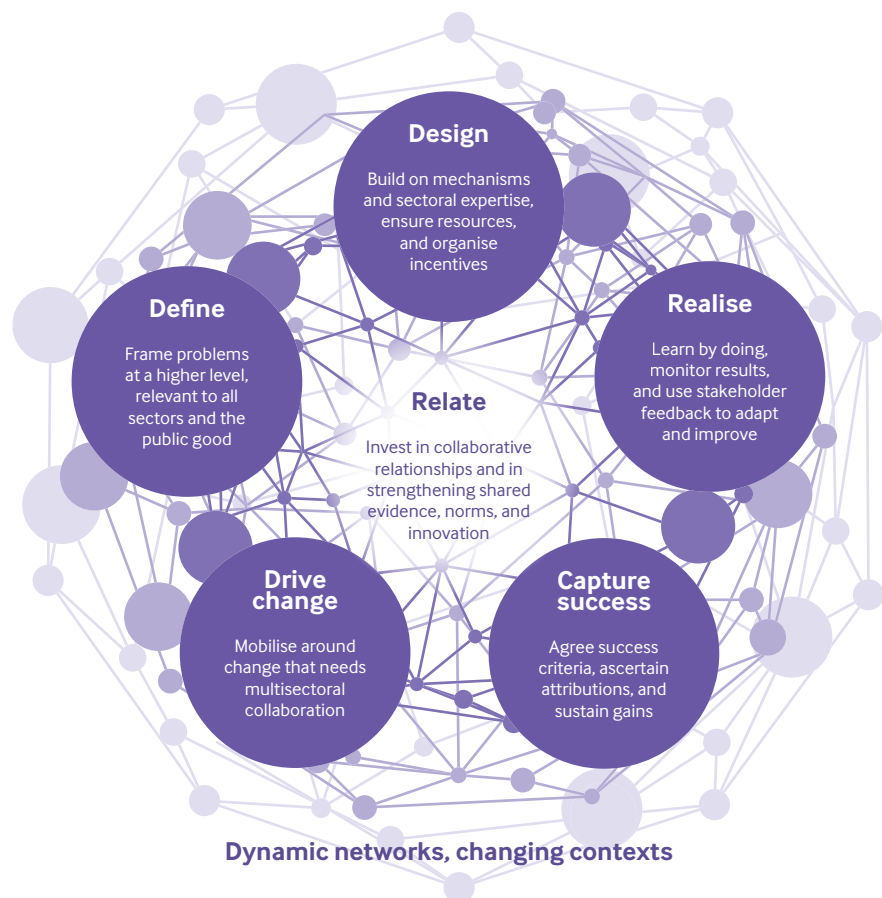 Design
Build on mechanisms
and sectoral expertise,
ensure resources,
and organise
incentives
Define
Frame problems
at a higher level,
relevant to all
sectors and the
public good
Realise
Learn by doing,
monitor results,
and use stakeholder
feedback to adapt
and improve
Relate
Invest in collaborative
relationships and in
strengthening shared
evidence, norms, and
innovation
Drive
change
Mobilise around
change that needs
multisectoral
collaboration
Capture
success
Agree success
criteria, ascertain
attributions, and
sustain gains
Dynamic networks, changing contexts